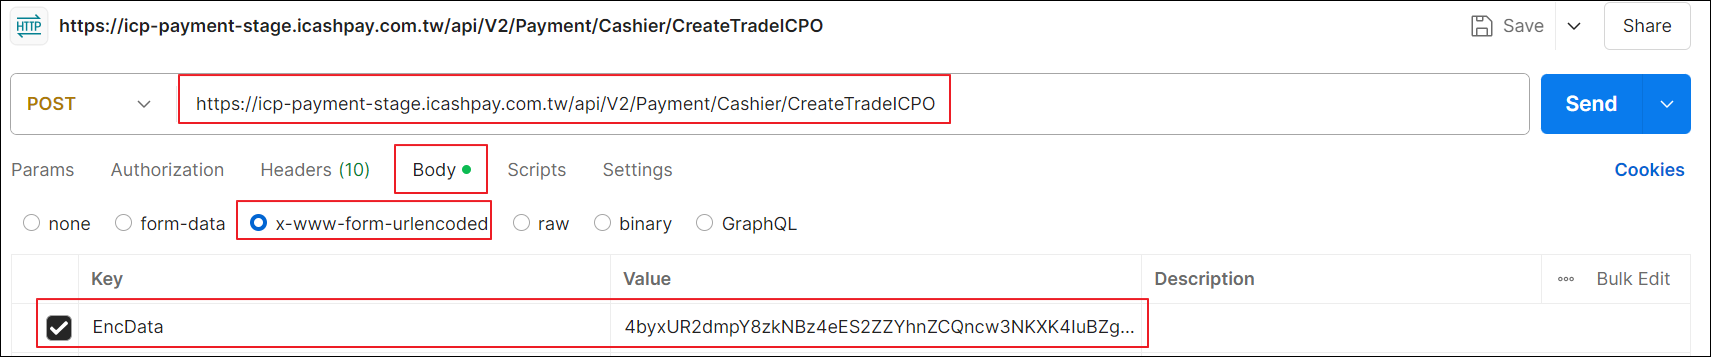 HTTP https://icp-payment-stage.icashpay.com.tw/api/V2/Payment/Cashier/CreateTradeICPO Save Share
POST https://icp-payment-stage.icashpay.com.tw/api/V2/Payment/Cashier/CreateTradeICPO Send
Params Authorization Headers (10) Body Scripts Settings Cookies
none form-data x-www-form-urlencoded raw binary GraphQL
Key Value Description Bulk Edit
EncData 4byxUR2dmpY8zkNBz4eES2ZZYhnZCQncw3NKXK4IuBZg...